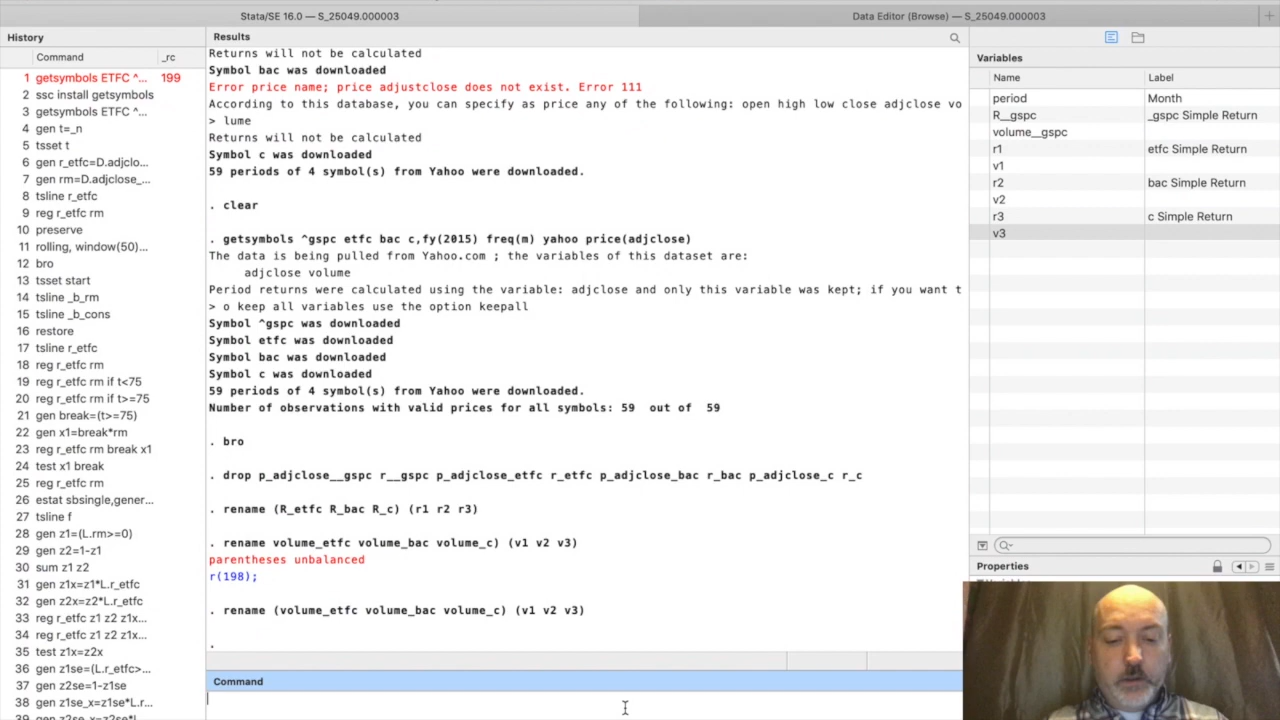 Stata/SE 16.0 — S_25049.000003
Data Editor (Browse) — S_25049.000003
History
Command _rc
1 getsymbols ETFC ^... 199
2 ssc install getsymbols
3 getsymbols ETFC ^...
4 gen t=_n
5 tsset t
6 gen r_etfc=D.adjclo...
7 gen rm=D.adjclose_...
8 tsline r_etfc
9 reg r_etfc rm
10 preserve
11 rolling, window(50)...
12 bro
13 tsset start
14 tsline _b_rm
15 tsline _b_cons
16 restore
17 tsline r_etfc
18 reg r_etfc rm
19 reg r_etfc rm if t<75
20 reg r_etfc rm if t>=75
21 gen break=(t>=75)
22 gen x1=break*rm
23 reg r_etfc rm break x1
24 test x1 break
25 reg r_etfc rm
26 estat sbsingle,gener...
27 tsline f
28 gen z1=(L.rm>=0)
29 gen z2=1-z1
30 sum z1 z2
31 gen z1x=z1*L.r_etfc
32 gen z2x=z2*L.r_etfc
33 reg r_etfc z1 z2 z1x...
34 reg r_etfc z1 z2 z1x...
35 test z1x=z2x
36 gen z1se=(L.r_etfc>...
37 gen z2se=1-z1se
38 gen z1se_x=z1se*L.r...
39 gen z2se_x=z2se*L...
Results
Returns will not be calculated
Symbol bac was downloaded
Error price name; price adjustclose does not exist. Error 111
According to this database, you can specify as price any of the following: open high low close adjclose vo
> lume
Returns will not be calculated
Symbol c was downloaded
59 periods of 4 symbol(s) from Yahoo were downloaded.
. clear
. getsymbols ^gspc etfc bac c,fy(2015) freq(m) yahoo price(adjclose)
The data is being pulled from Yahoo.com ; the variables of this dataset are:
adjclose volume
Period returns were calculated using the variable: adjclose and only this variable was kept; if you want t
> o keep all variables use the option keepall
Symbol ^gspc was downloaded
Symbol etfc was downloaded
Symbol bac was downloaded
Symbol c was downloaded
59 periods of 4 symbol(s) from Yahoo were downloaded.
Number of observations with valid prices for all symbols: 59 out of 59
. bro
. drop p_adjclose__gspc r__gspc p_adjclose_etfc r_etfc p_adjclose_bac r_bac p_adjclose_c r_c
. rename (R_etfc R_bac R_c) (r1 r2 r3)
. rename volume_etfc volume_bac volume_c) (v1 v2 v3)
parentheses unbalanced
r(198);
. rename (volume_etfc volume_bac volume_c) (v1 v2 v3)
.
Command
Variables
Name Label
period Month
R__gspc _gspc Simple Return
volume__gspc
r1 etfc Simple Return
v1
r2 bac Simple Return
v2
r3 c Simple Return
v3
Properties